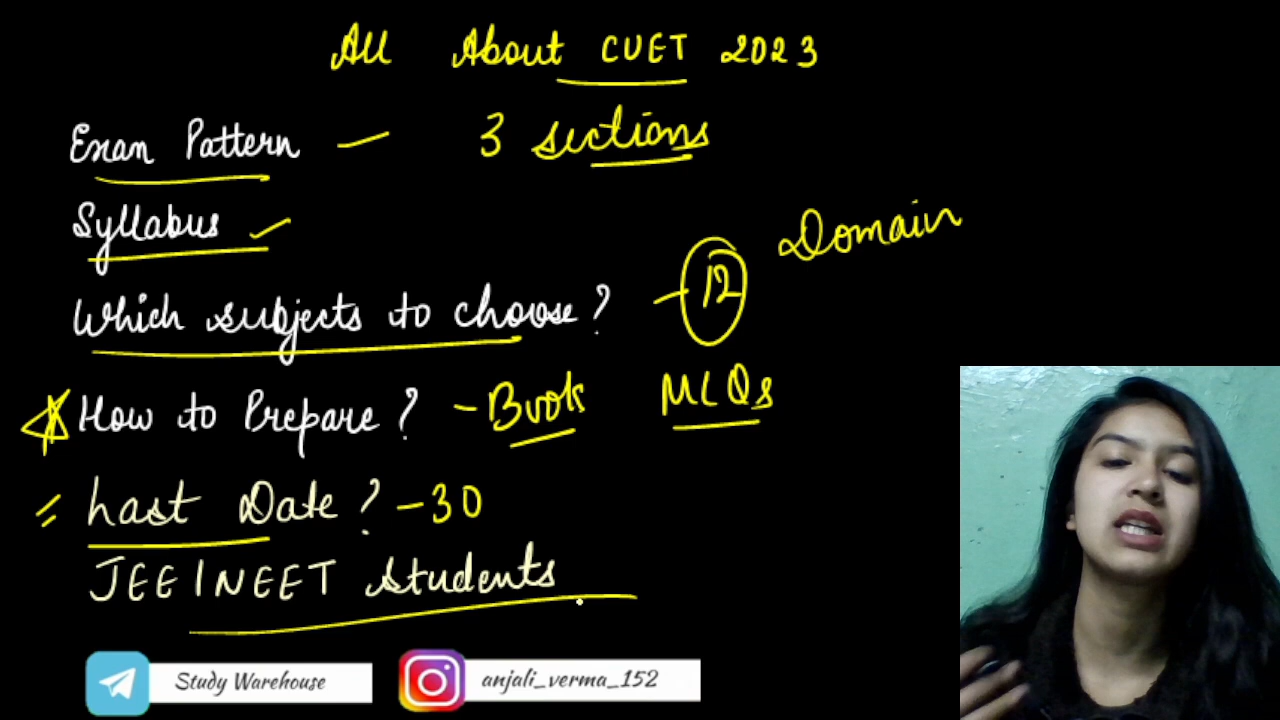 All About CUET 2023
Exam Pattern — 3 sections
Syllabus ✓
Domain
Which subjects to choose? - 12
How to Prepare? - Book MCQs
Last Date? - 30
JEE/NEET Students
Study Warehouse
anjali_verma_152